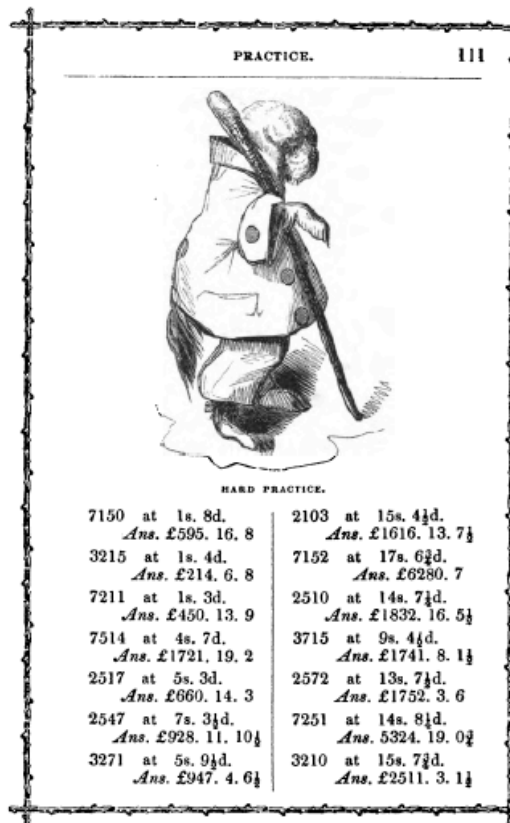 PRACTICE. 111
HARD PRACTICE.
7150 at 1s. 8d.
Ans. £595. 16. 8
3215 at 1s. 4d.
Ans. £214. 6. 8
7211 at 1s. 3d.
Ans. £450. 13. 9
7514 at 4s. 7d.
Ans. £1721. 19. 2
2517 at 5s. 3d.
Ans. £660. 14. 3
2547 at 7s. 3½d.
Ans. £928. 11. 10½
3271 at 5s. 9½d.
Ans. £947. 4. 6½
2103 at 15s. 4½d.
Ans. £1616. 13. 7½
7152 at 17s. 6¾d.
Ans. £6280. 7
2510 at 14s. 7¼d.
Ans. £1832. 16. 5½
3715 at 9s. 4½d.
Ans. £1741. 8. 1½
2572 at 13s. 7½d.
Ans. £1752. 3. 6
7251 at 14s. 8¼d.
Ans. 5324. 19. 0¾
3210 at 15s. 7¾d.
Ans. £2511. 3. 1½